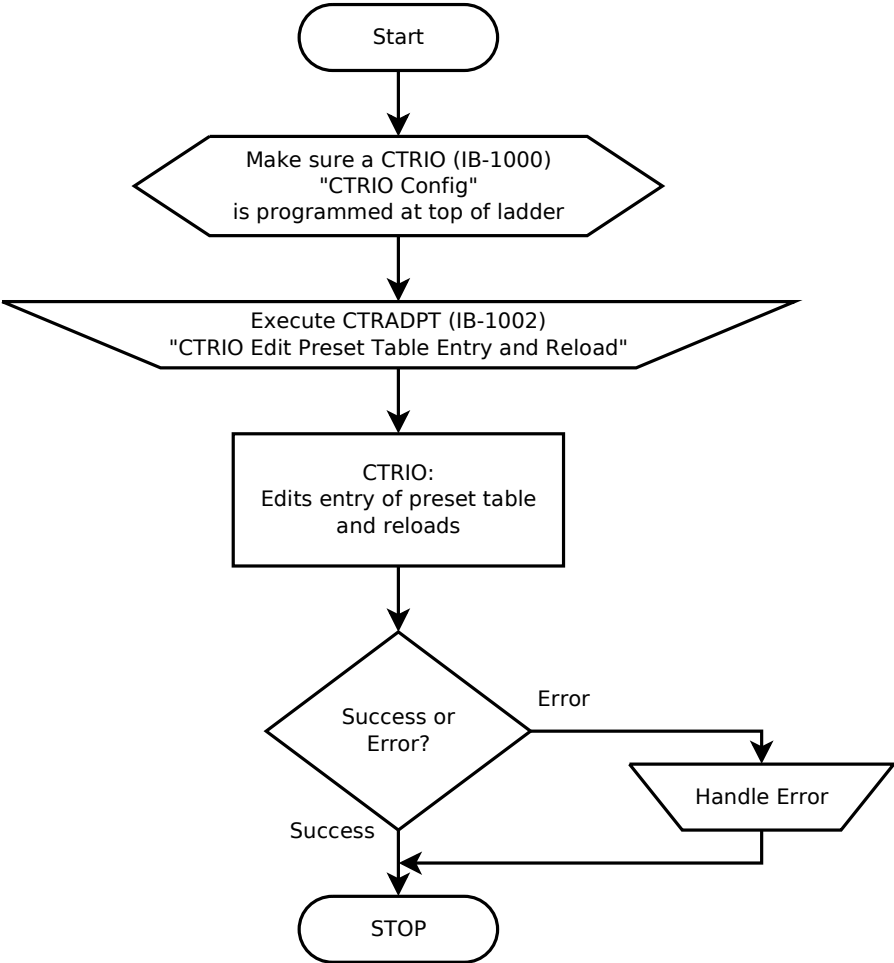 Start
Make sure a CTRIO (IB-1000)
"CTRIO Config"
is programmed at top of ladder
Execute CTRADPT (IB-1002)
"CTRIO Edit Preset Table Entry and Reload"
CTRIO:
Edits entry of preset table
and reloads
Success or
Error?
Error
Handle Error
Success
STOP